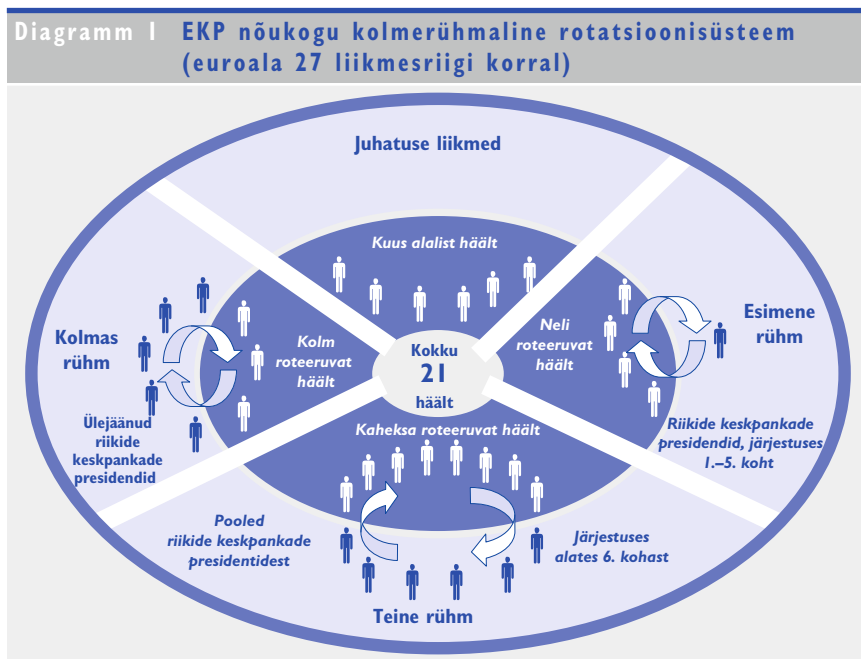 Diagramm 1 EKP nõukogu kolmerühmaline rotatsioonisüsteem
(euroala 27 liikmesriigi korral)
Juhatuse liikmed
Kuus alalist häält
Kolmas
rühm
Kolm
roteeruvat
häält
Kokku
21
häält
Neli
roteeruvat
häält
Esimene
rühm
Ülejäänud
riikide
keskpankade
presidendid
Kaheksa roteeruvat häält
Riikide keskpankade
presidendid, järjestuses
1.–5. koht
Pooled
riikide keskpankade
presidentidest
Järjestuses
alates 6. kohast
Teine rühm